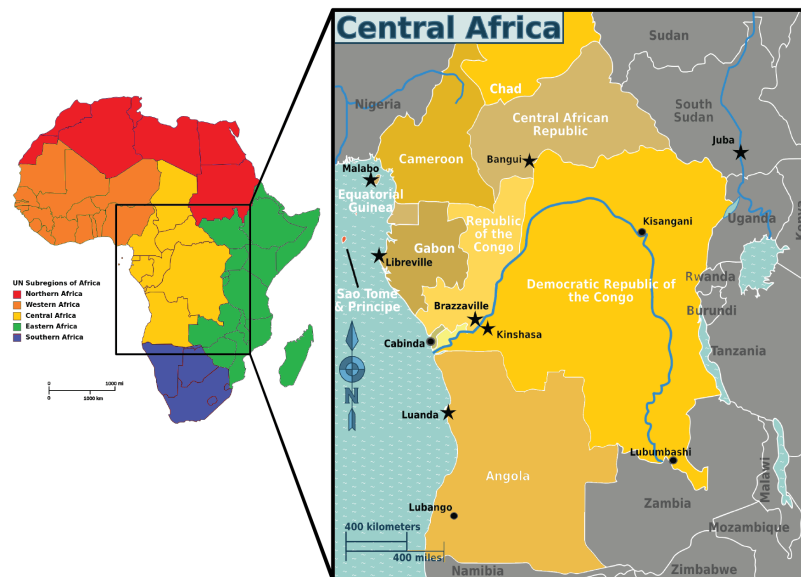 UN Subregions of Africa
Northern Africa
Western Africa
Central Africa
Eastern Africa
Southern Africa
0 1000 mi
0 1000 km
Central Africa
Sudan
Chad
Nigeria
South
Sudan
Central African
Republic
Juba
Cameroon
Bangui
Malabo
Equatorial
Guinea
Uganda
Kenya
Republic
of the
Congo
Kisangani
Gabon
Libreville
Rwanda
Democratic Republic of
the Congo
Sao Tome
& Principe
Brazzaville
Burundi
Kinshasa
Cabinda
Tanzania
N
Luanda
Lubumbashi
Angola
Malawi
Zambia
Lubango
Mozambique
400 kilometers
400 miles
Namibia
Zimbabwe